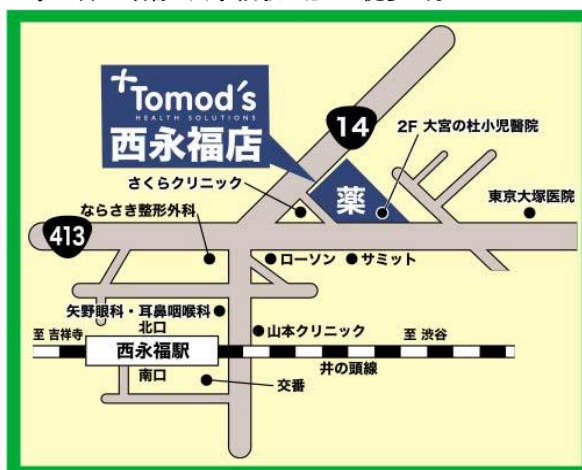 Tomod's
HEALTH SOLUTIONS
西永福店
14
2F 大宮の杜小児醫院
さくらクリニック
薬
東京大塚医院
ならさき整形外科
413
ローソン
サミット
矢野眼科・耳鼻咽喉科
北口
山本クリニック
至 吉祥寺
至 渋谷
西永福駅
井の頭線
南口
交番